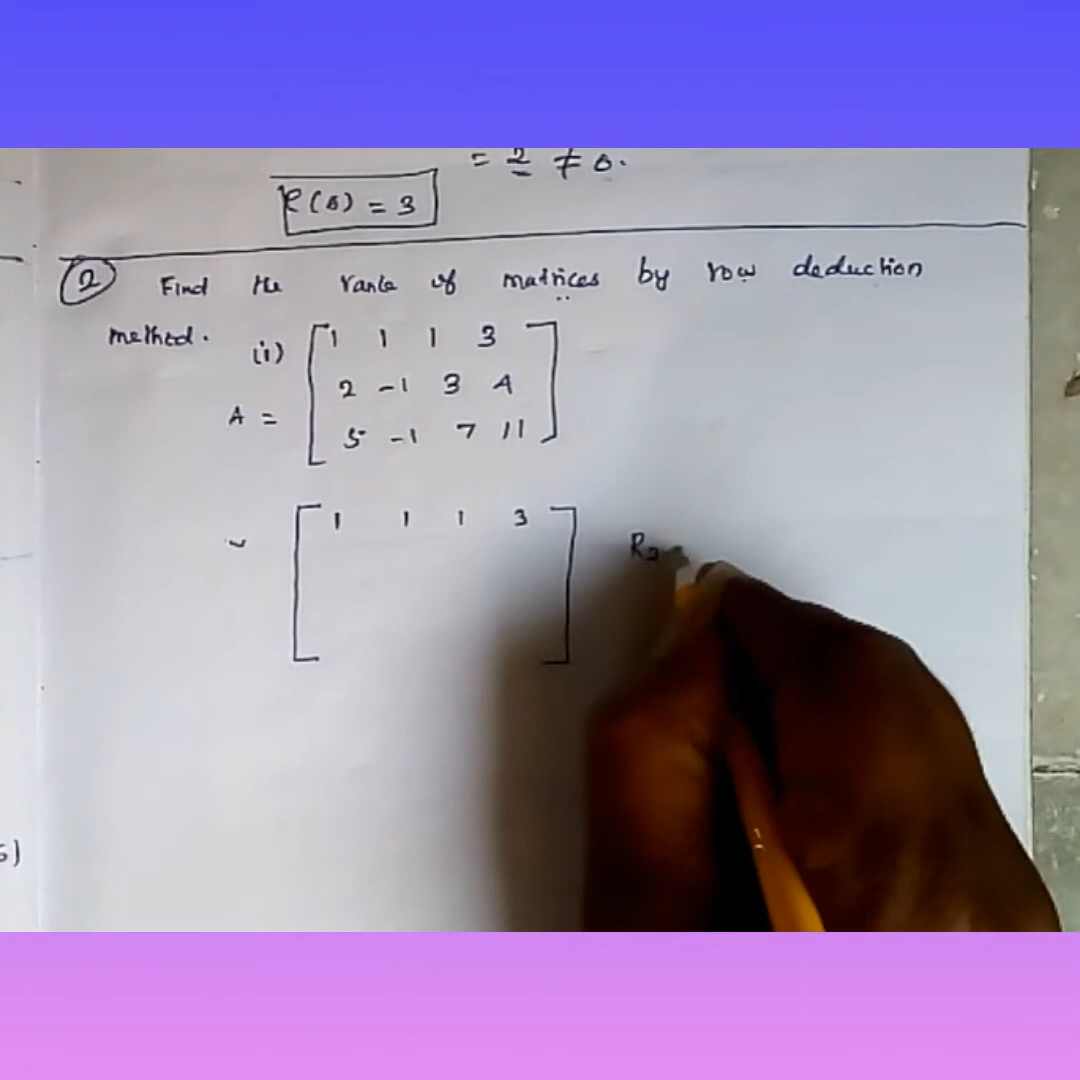 = 2 ≠ 0.
ρ(A) = 3
(2) Find the rank of matrices by row deduction
method.
(i)
A = [ 1 1 1 3
2 -1 3 4
5 -1 7 11 ]
~ [ 1 1 1 3 ]